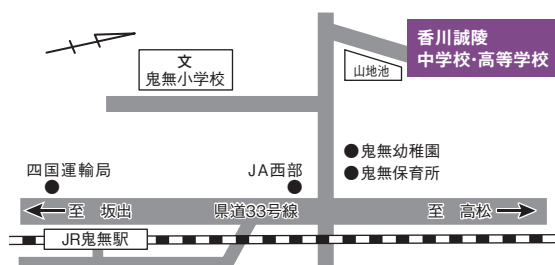 香川誠陵
中学校・高等学校
文
鬼無小学校
山地池
鬼無幼稚園
鬼無保育所
四国運輸局
JA西部
至 坂出
県道33号線
至 高松
JR鬼無駅